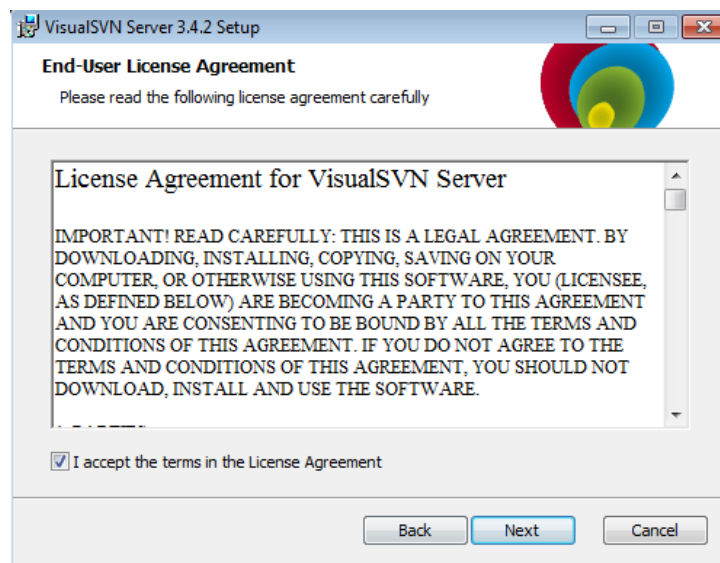 VisualSVN Server 3.4.2 Setup
End-User License Agreement
Please read the following license agreement carefully
License Agreement for VisualSVN Server
IMPORTANT! READ CAREFULLY: THIS IS A LEGAL AGREEMENT. BY
DOWNLOADING, INSTALLING, COPYING, SAVING ON YOUR
COMPUTER, OR OTHERWISE USING THIS SOFTWARE, YOU (LICENSEE,
AS DEFINED BELOW) ARE BECOMING A PARTY TO THIS AGREEMENT
AND YOU ARE CONSENTING TO BE BOUND BY ALL THE TERMS AND
CONDITIONS OF THIS AGREEMENT. IF YOU DO NOT AGREE TO THE
TERMS AND CONDITIONS OF THIS AGREEMENT, YOU SHOULD NOT
DOWNLOAD, INSTALL AND USE THE SOFTWARE.
I accept the terms in the License Agreement
Back Next Cancel